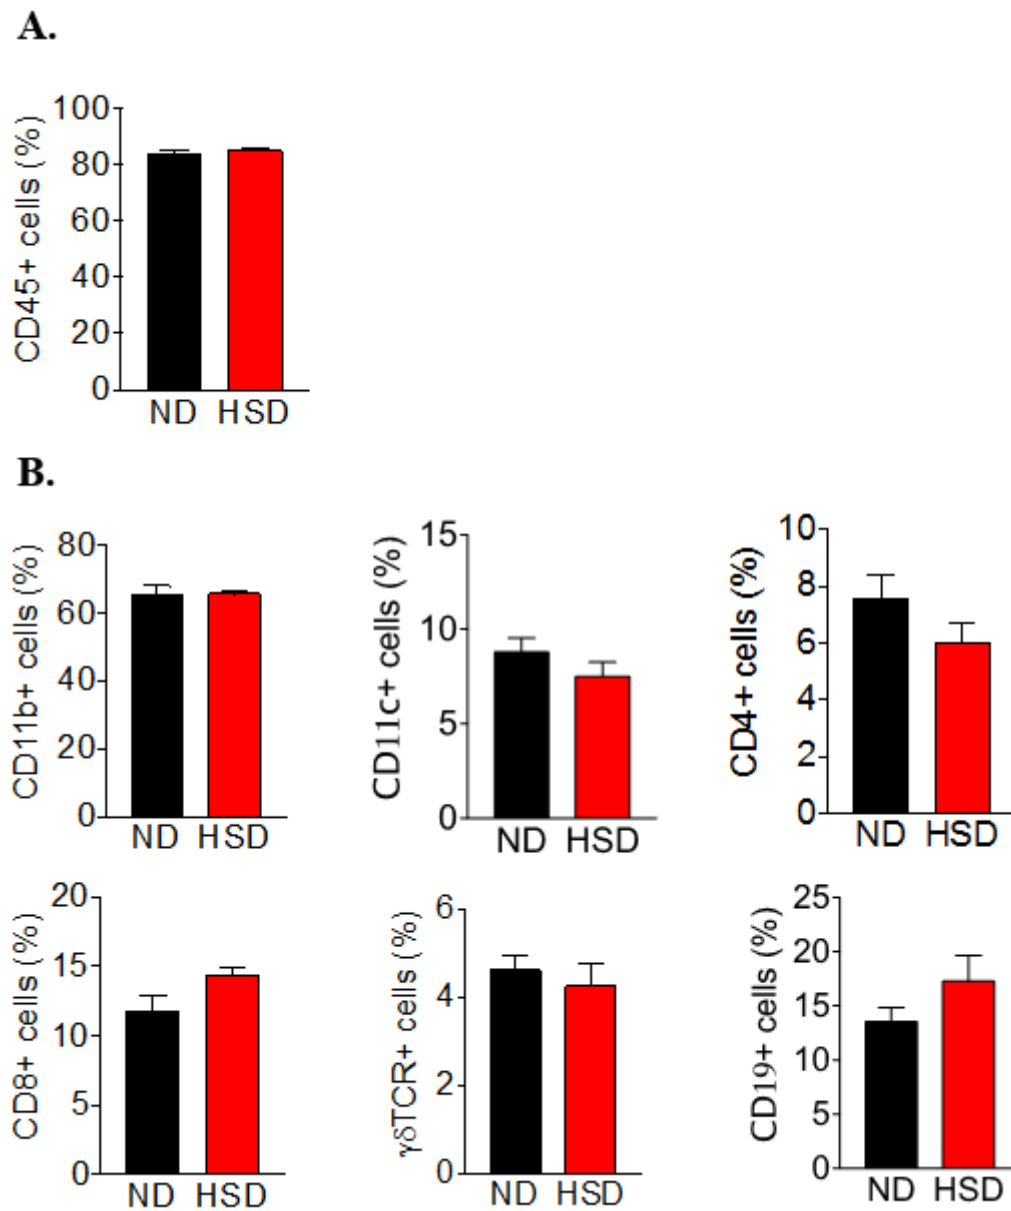 A.
CD45+ cells (%)
100
80
60
40
20
0
ND HSD
B.
CD11b+ cells (%)
80
60
40
20
0
ND HSD
CD11c+ cells (%)
15
10
5
0
ND HSD
CD4+ cells (%)
10
8
6
4
2
0
ND HSD
CD8+ cells (%)
20
15
10
5
0
ND HSD
γδTCR+ cells (%)
6
4
2
0
ND HSD
CD19+ cells (%)
25
20
15
10
5
0
ND HSD